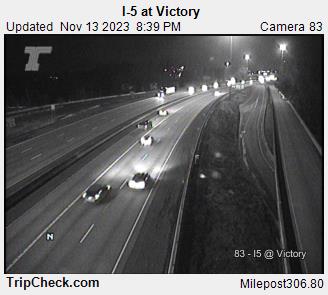 I-5 at Victory
Updated Nov 13 2023 8:39 PM Camera 83
T
N
83 - I5 @ Victory
TripCheck.com Milepost306.80